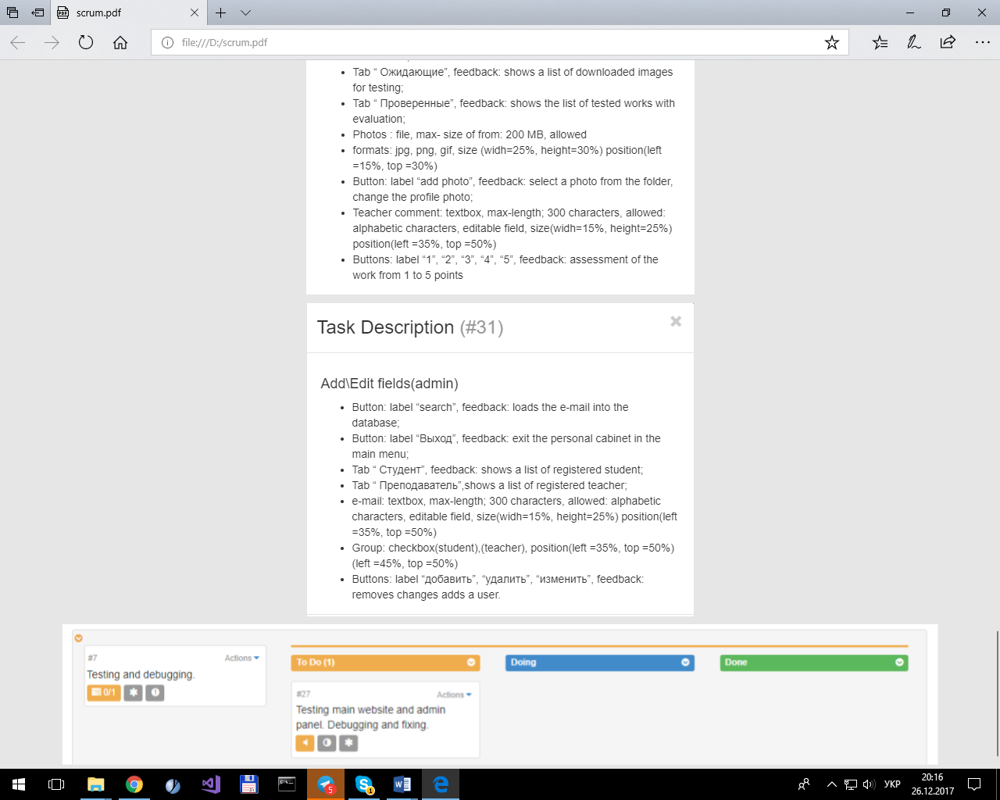 scrum.pdf
file:///D:/scrum.pdf
• Tab “ Ожидающие”, feedback: shows a list of downloaded images
for testing;
• Tab “ Проверенные”, feedback: shows the list of tested works with
evaluation;
• Photos : file, max- size of from: 200 MB, allowed
• formats: jpg, png, gif, size (widh=25%, height=30%) position(left
=15%, top =30%)
• Button: label “add photo”, feedback: select a photo from the folder,
change the profile photo;
• Teacher comment: textbox, max-length; 300 characters, allowed:
alphabetic characters, editable field, size(widh=15%, height=25%)
position(left =35%, top =50%)
• Buttons: label “1”, “2”, “3”, “4”, “5”, feedback: assessment of the
work from 1 to 5 points
Task Description (#31)
Add\Edit fields(admin)
• Button: label “search”, feedback: loads the e-mail into the
database;
• Button: label “Выход”, feedback: exit the personal cabinet in the
main menu;
• Tab “ Студент”, feedback: shows a list of registered student;
• Tab “ Преподаватель”,shows a list of registered teacher;
• e-mail: textbox, max-length; 300 characters, allowed: alphabetic
characters, editable field, size(widh=15%, height=25%) position(left
=35%, top =50%)
• Group: checkbox(student),(teacher), position(left =35%, top =50%)
(left =45%, top =50%)
• Buttons: label “добавить”, “удалить”, “изменить”, feedback:
removes changes adds a user.
#7 Actions
Testing and debugging.
0/1
To Do (1)
Doing
Done
#27 Actions
Testing main website and admin
panel. Debugging and fixing.
5
1
УКР
20:16
26.12.2017